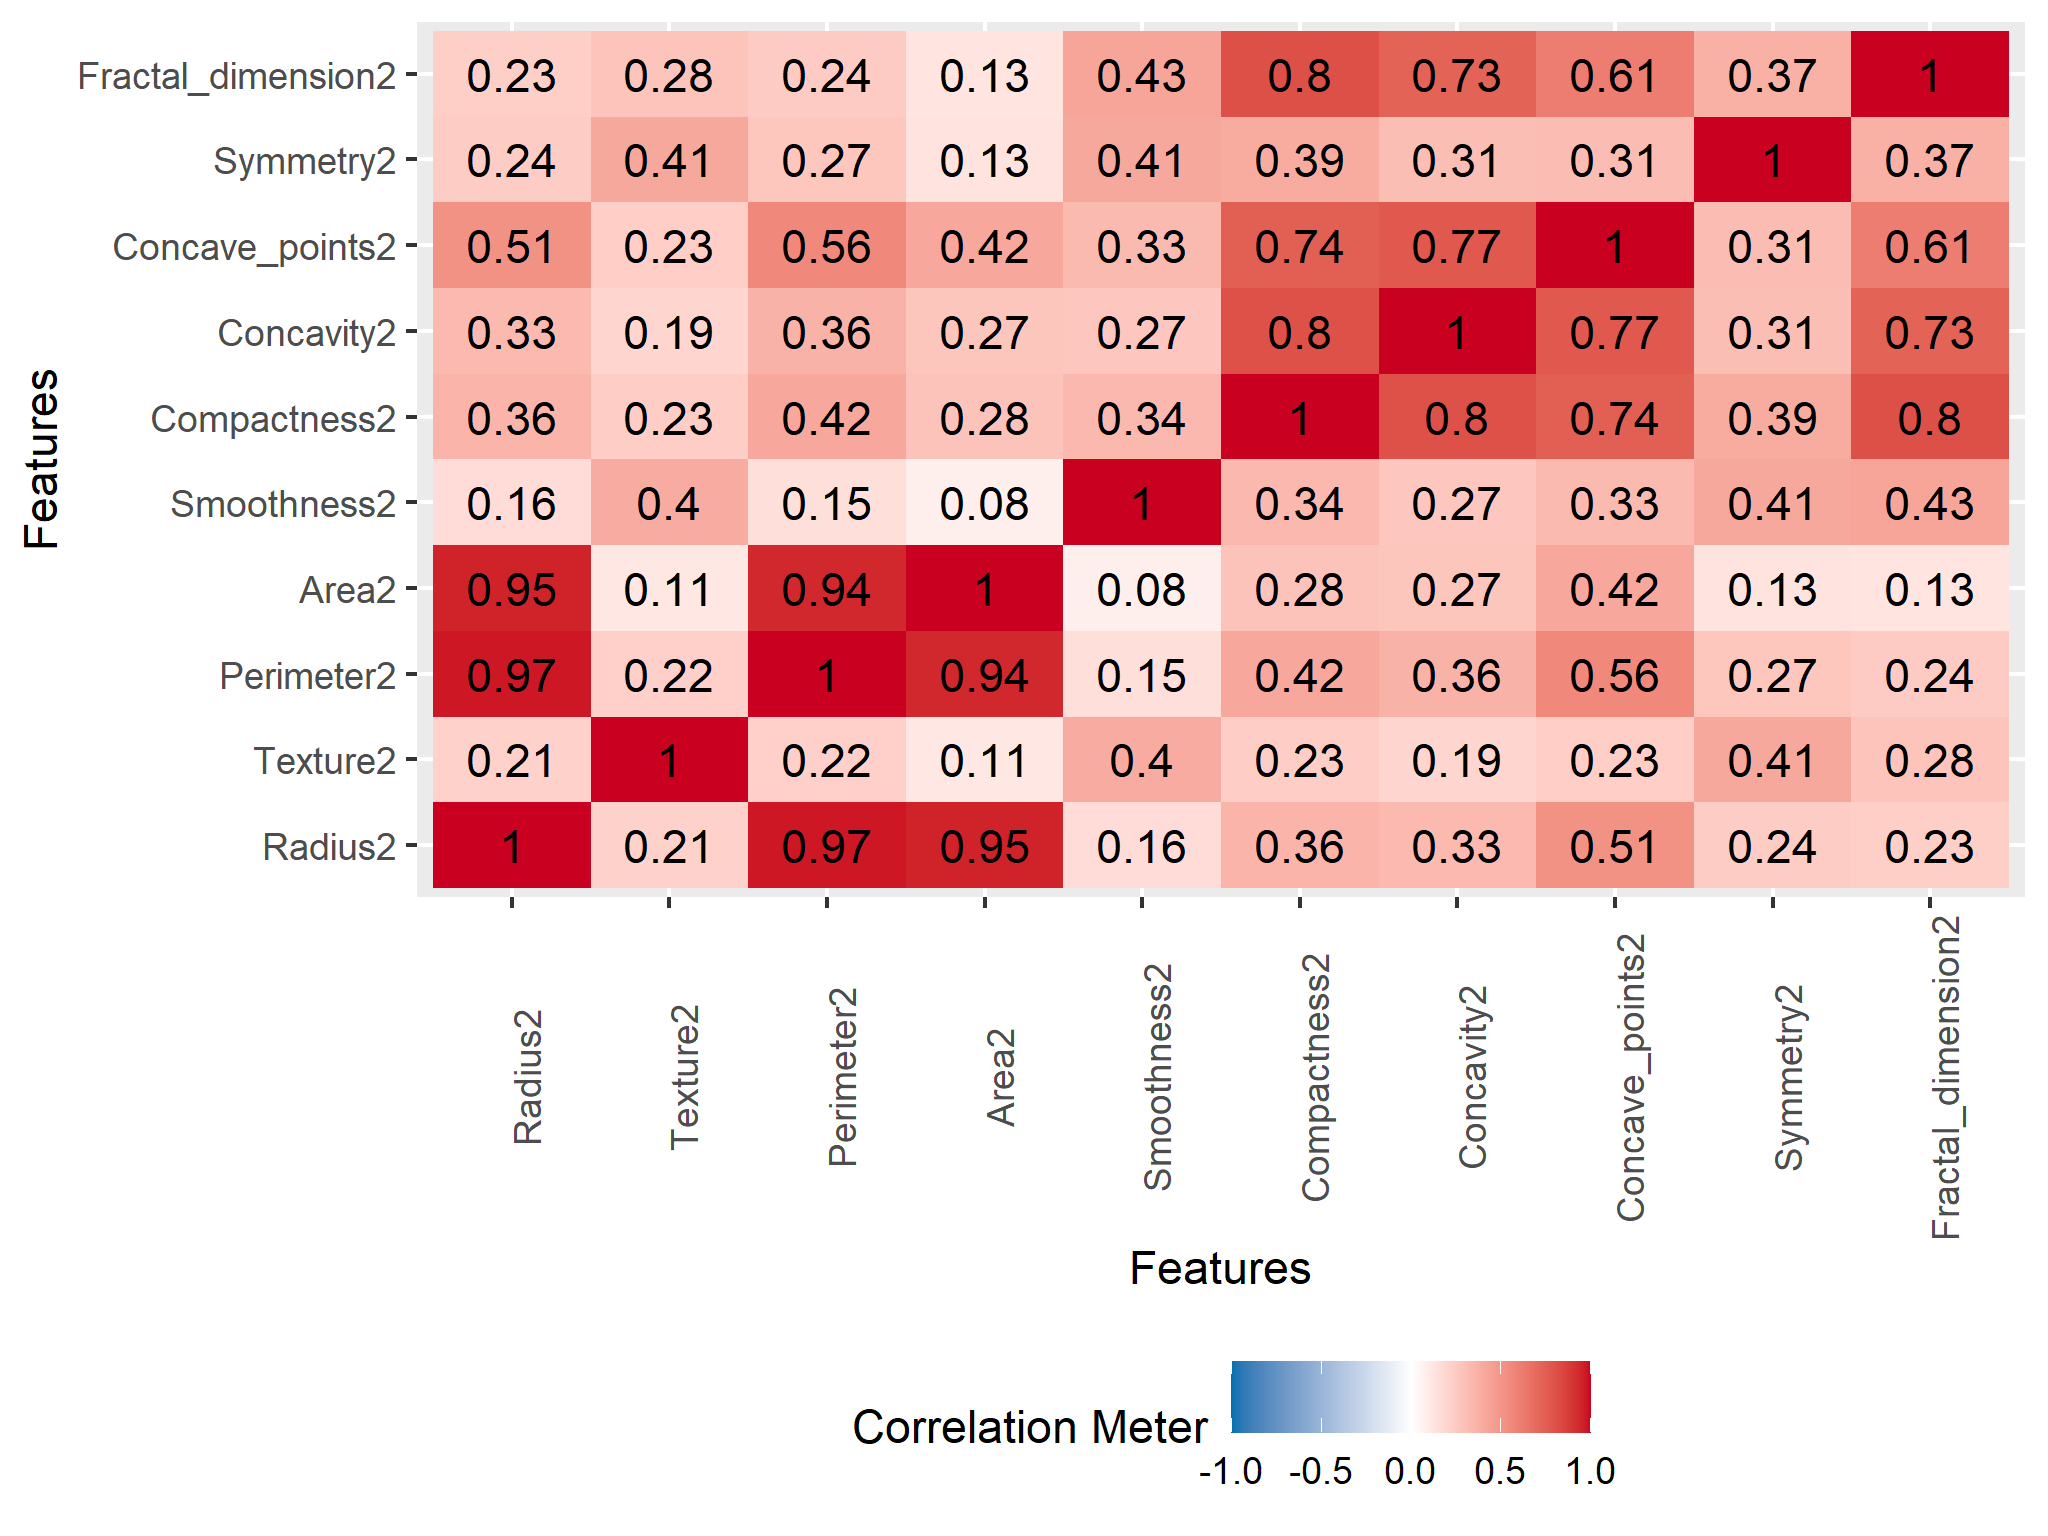 Fractal_dimension2 0.23 0.28 0.24 0.13 0.43 0.8 0.73 0.61 0.37 1
Symmetry2 0.24 0.41 0.27 0.13 0.41 0.39 0.31 0.31 1 0.37
Concave_points2 0.51 0.23 0.56 0.42 0.33 0.74 0.77 1 0.31 0.61
Concavity2 0.33 0.19 0.36 0.27 0.27 0.8 1 0.77 0.31 0.73
Compactness2 0.36 0.23 0.42 0.28 0.34 1 0.8 0.74 0.39 0.8
Smoothness2 0.16 0.4 0.15 0.08 1 0.34 0.27 0.33 0.41 0.43
Area2 0.95 0.11 0.94 1 0.08 0.28 0.27 0.42 0.13 0.13
Perimeter2 0.97 0.22 1 0.94 0.15 0.42 0.36 0.56 0.27 0.24
Texture2 0.21 1 0.22 0.11 0.4 0.23 0.19 0.23 0.41 0.28
Radius2 1 0.21 0.97 0.95 0.16 0.36 0.33 0.51 0.24 0.23
Features
Radius2
Texture2
Perimeter2
Area2
Smoothness2
Compactness2
Concavity2
Concave_points2
Symmetry2
Fractal_dimension2
Features
Correlation Meter
-1.0 -0.5 0.0 0.5 1.0